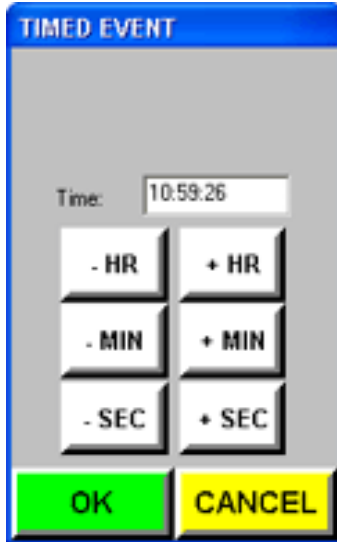 TIMED EVENT
Time: 10:59:26
- HR + HR
- MIN + MIN
- SEC + SEC
OK CANCEL